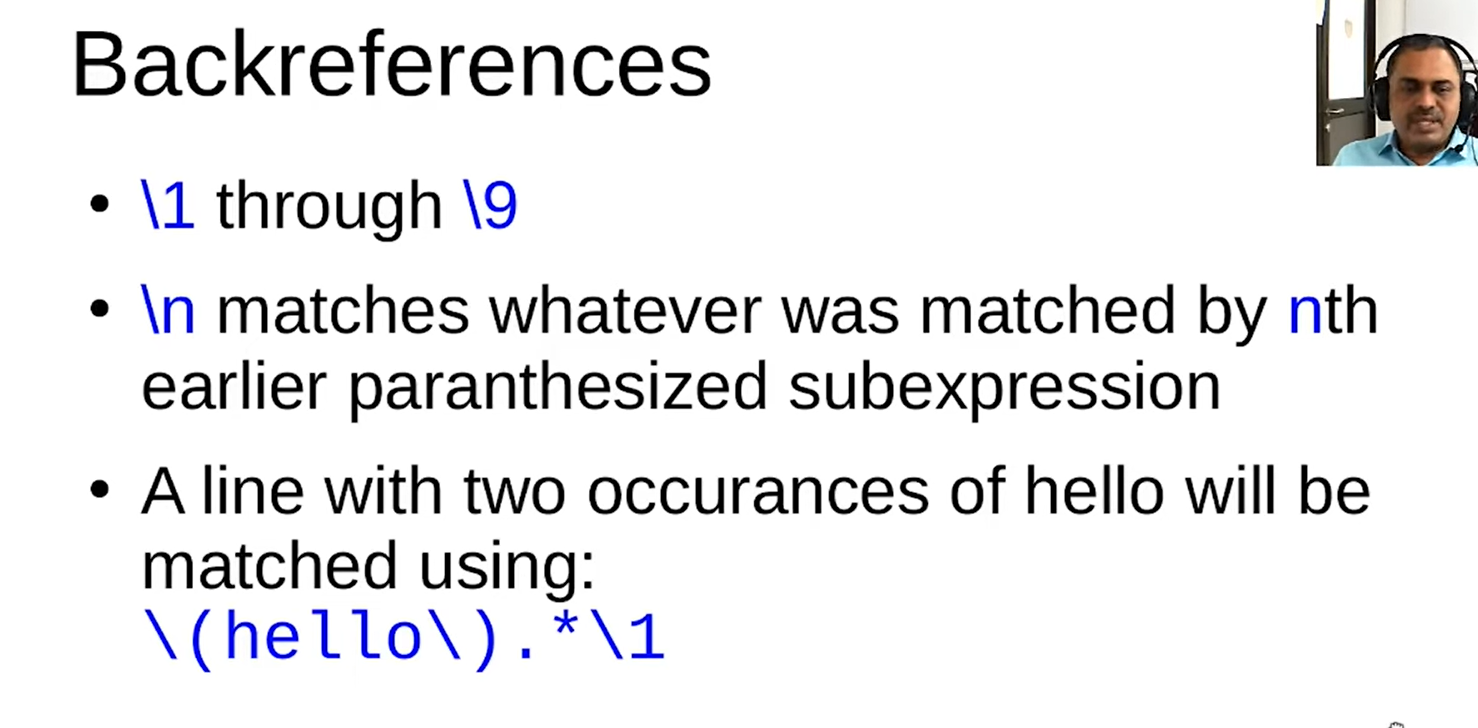 Backreferences
• \1 through \9
• \n matches whatever was matched by nth
earlier paranthesized subexpression
• A line with two occurances of hello will be
matched using:
\(hello\).*\1